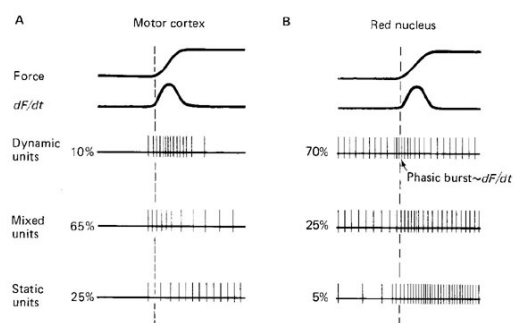 A
Motor cortex
B
Red nucleus
Force
dF/dt
Dynamic units
10%
70%
Phasic burst~dF/dt
Mixed units
65%
25%
Static units
25%
5%